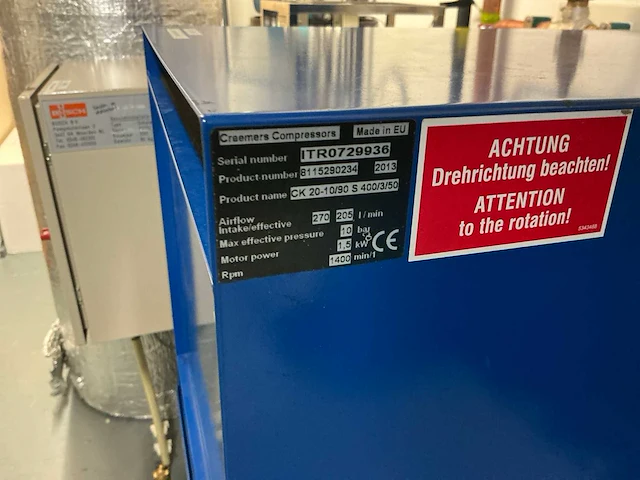 Creemers Compressors Made in EU
Serial number ITR0729936
Product number 8115290234 2013
Product name CK 20-10/90 S 400/3/50
Airflow
Intake/effective 270 205 l/min
Max effective pressure 10 bar
°C
Motor power 1,5 kW CE
Rpm 1400 min/1
ACHTUNG
Drehrichtung beachten!
ATTENTION
to the rotation!
BOSCH